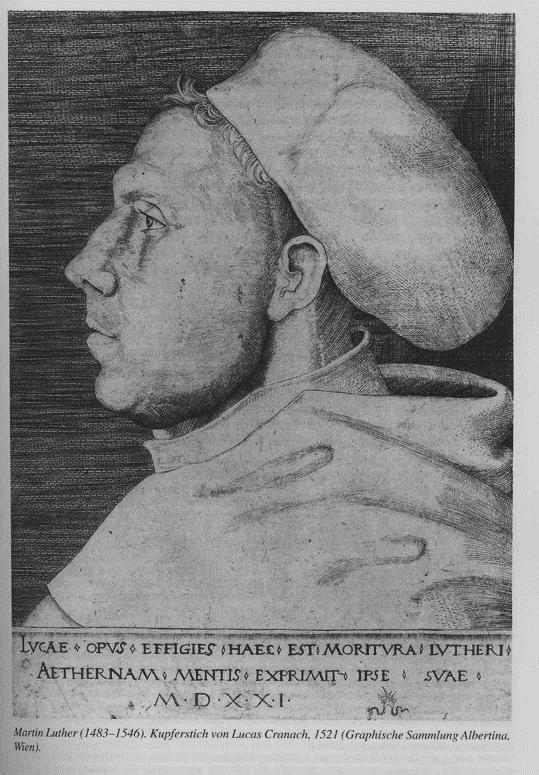 LVCAE · OPVS · EFFIGIES · HAEC · EST · MORITVRA · LVTHERI ·
AETHERNAM · MENTIS · EXPRIMIT · IPSE · SVAE ·
M · D · X · X · I ·
Martin Luther (1483–1546). Kupferstich von Lucas Cranach, 1521 (Graphische Sammlung Albertina,
Wien).